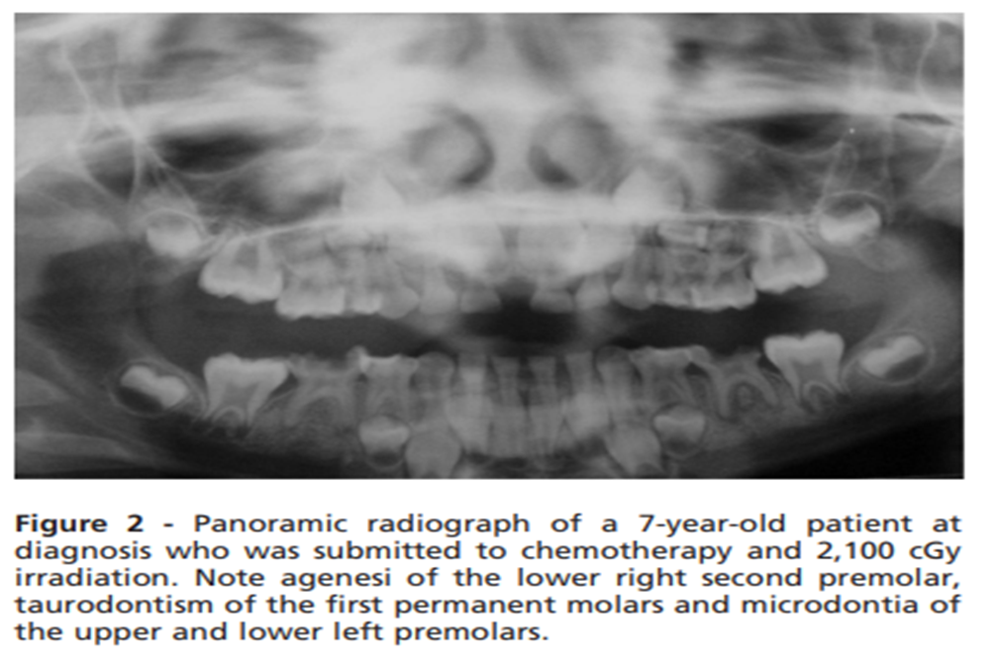 Figure 2 - Panoramic radiograph of a 7-year-old patient at
diagnosis who was submitted to chemotherapy and 2,100 cGy
irradiation. Note agenesi of the lower right second premolar,
taurodontism of the first permanent molars and microdontia of
the upper and lower left premolars.